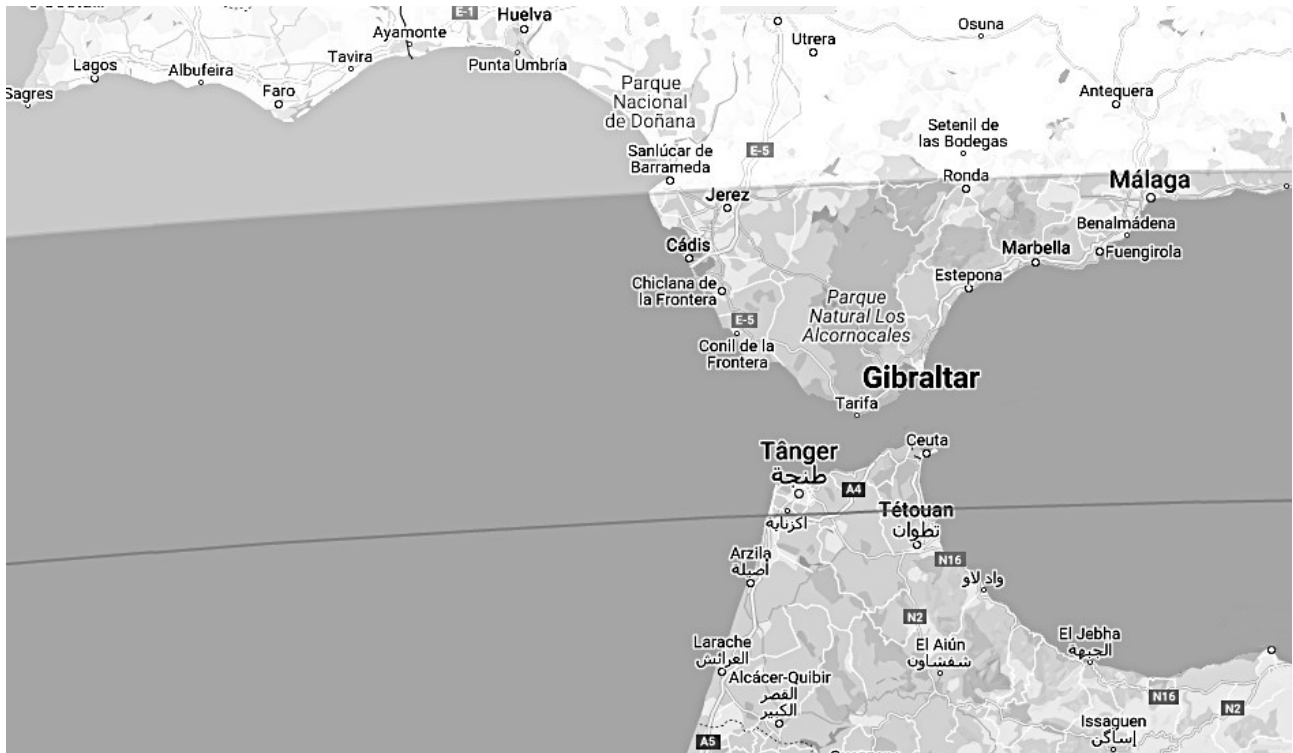 E-1
Huelva
Ayamonte
Osuna
Utrera
Tavira
Punta Umbría
Lagos
Albufeira
Faro
Sagres
Parque
Nacional
de Doñana
Antequera
Setenil de
las Bodegas
E-5
Sanlúcar de
Barrameda
Ronda
Málaga
Jerez
Benalmádena
Cádis
Marbella
Fuengirola
Estepona
Chiclana de
la Frontera
Parque
Natural Los
Alcornocales
E-5
Conil de la
Frontera
Gibraltar
Tarifa
Ceuta
Tânger
طنجة
A4
Tétouan
تطوان
اكزناية
Arzila
أصيلة
N16
واد لاو
N2
Larache
العرائش
El Aiún
شفشاون
El Jebha
الجبهة
Alcácer-Quibir
القصر
الكبير
N16
N2
Issaguen
إساكن
A5